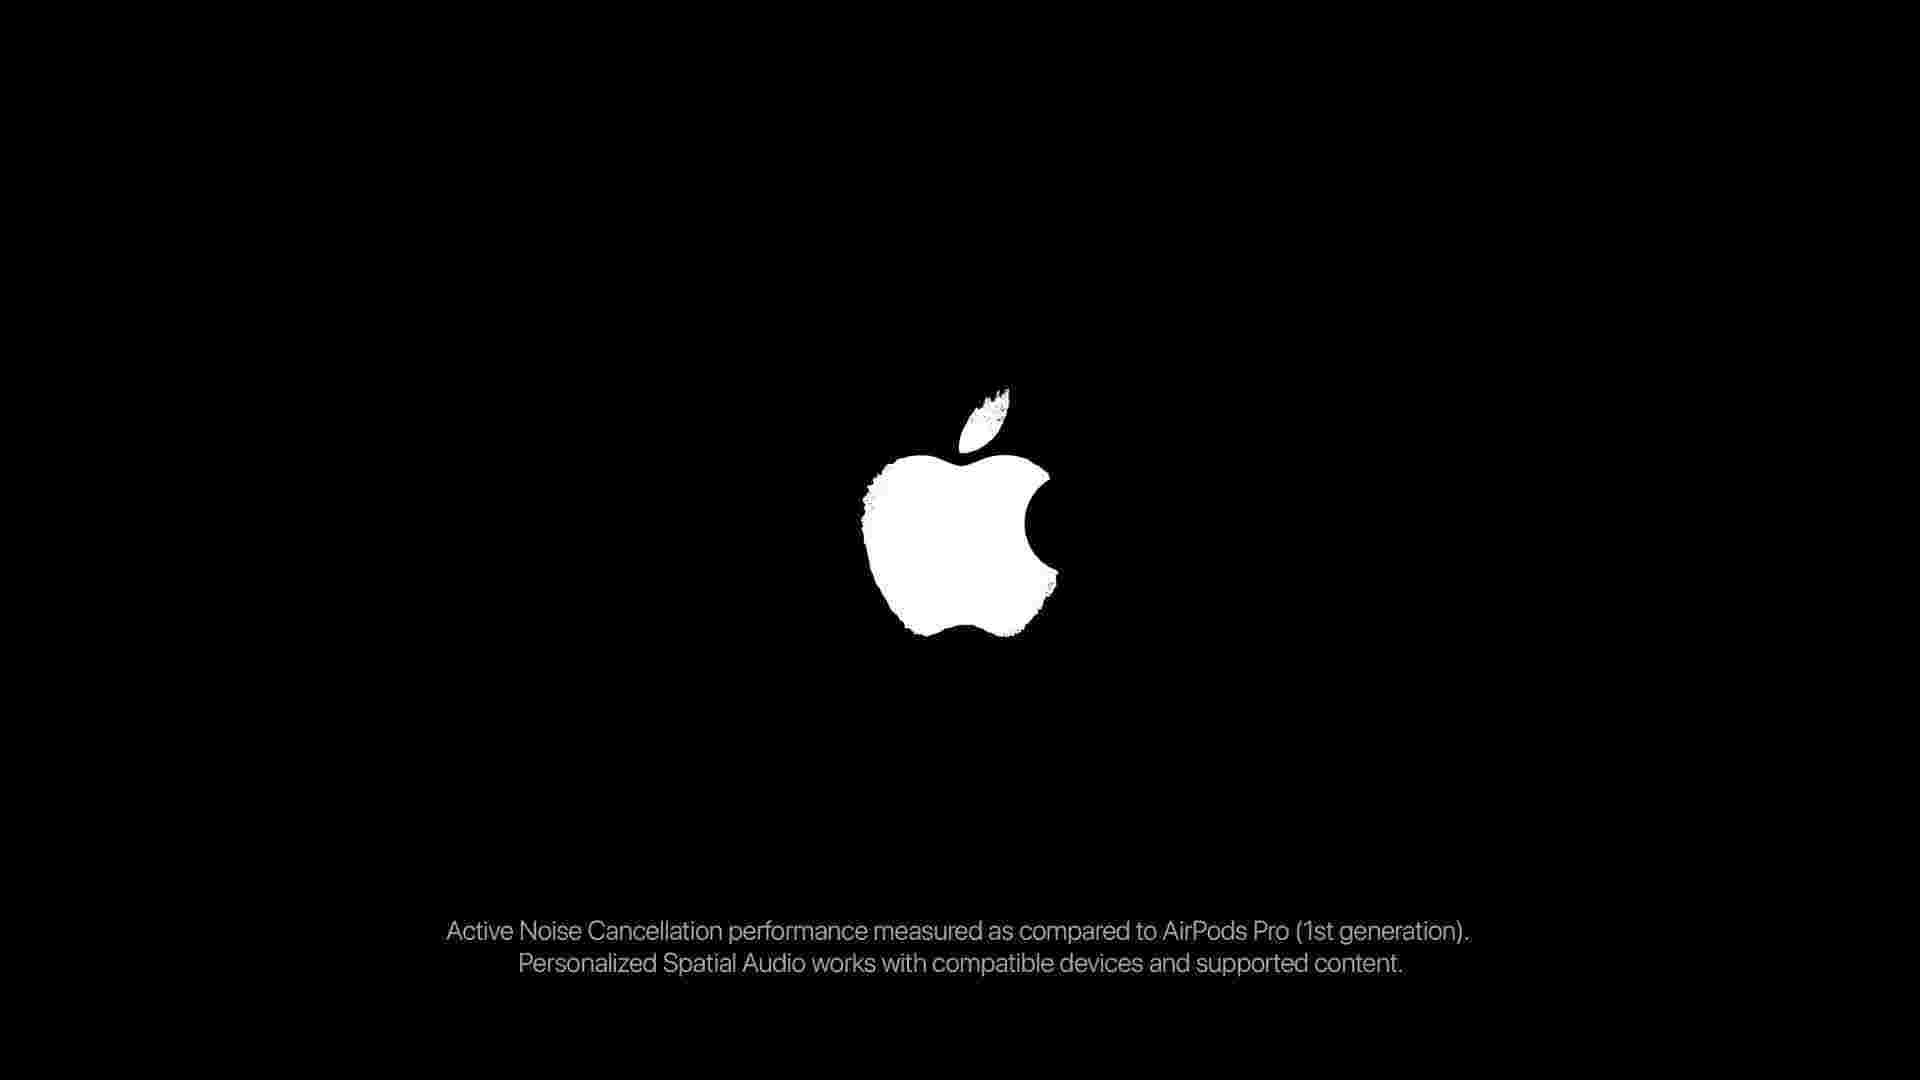 Active Noise Cancellation performance measured as compared to AirPods Pro (1st generation).
Personalized Spatial Audio works with compatible devices and supported content.